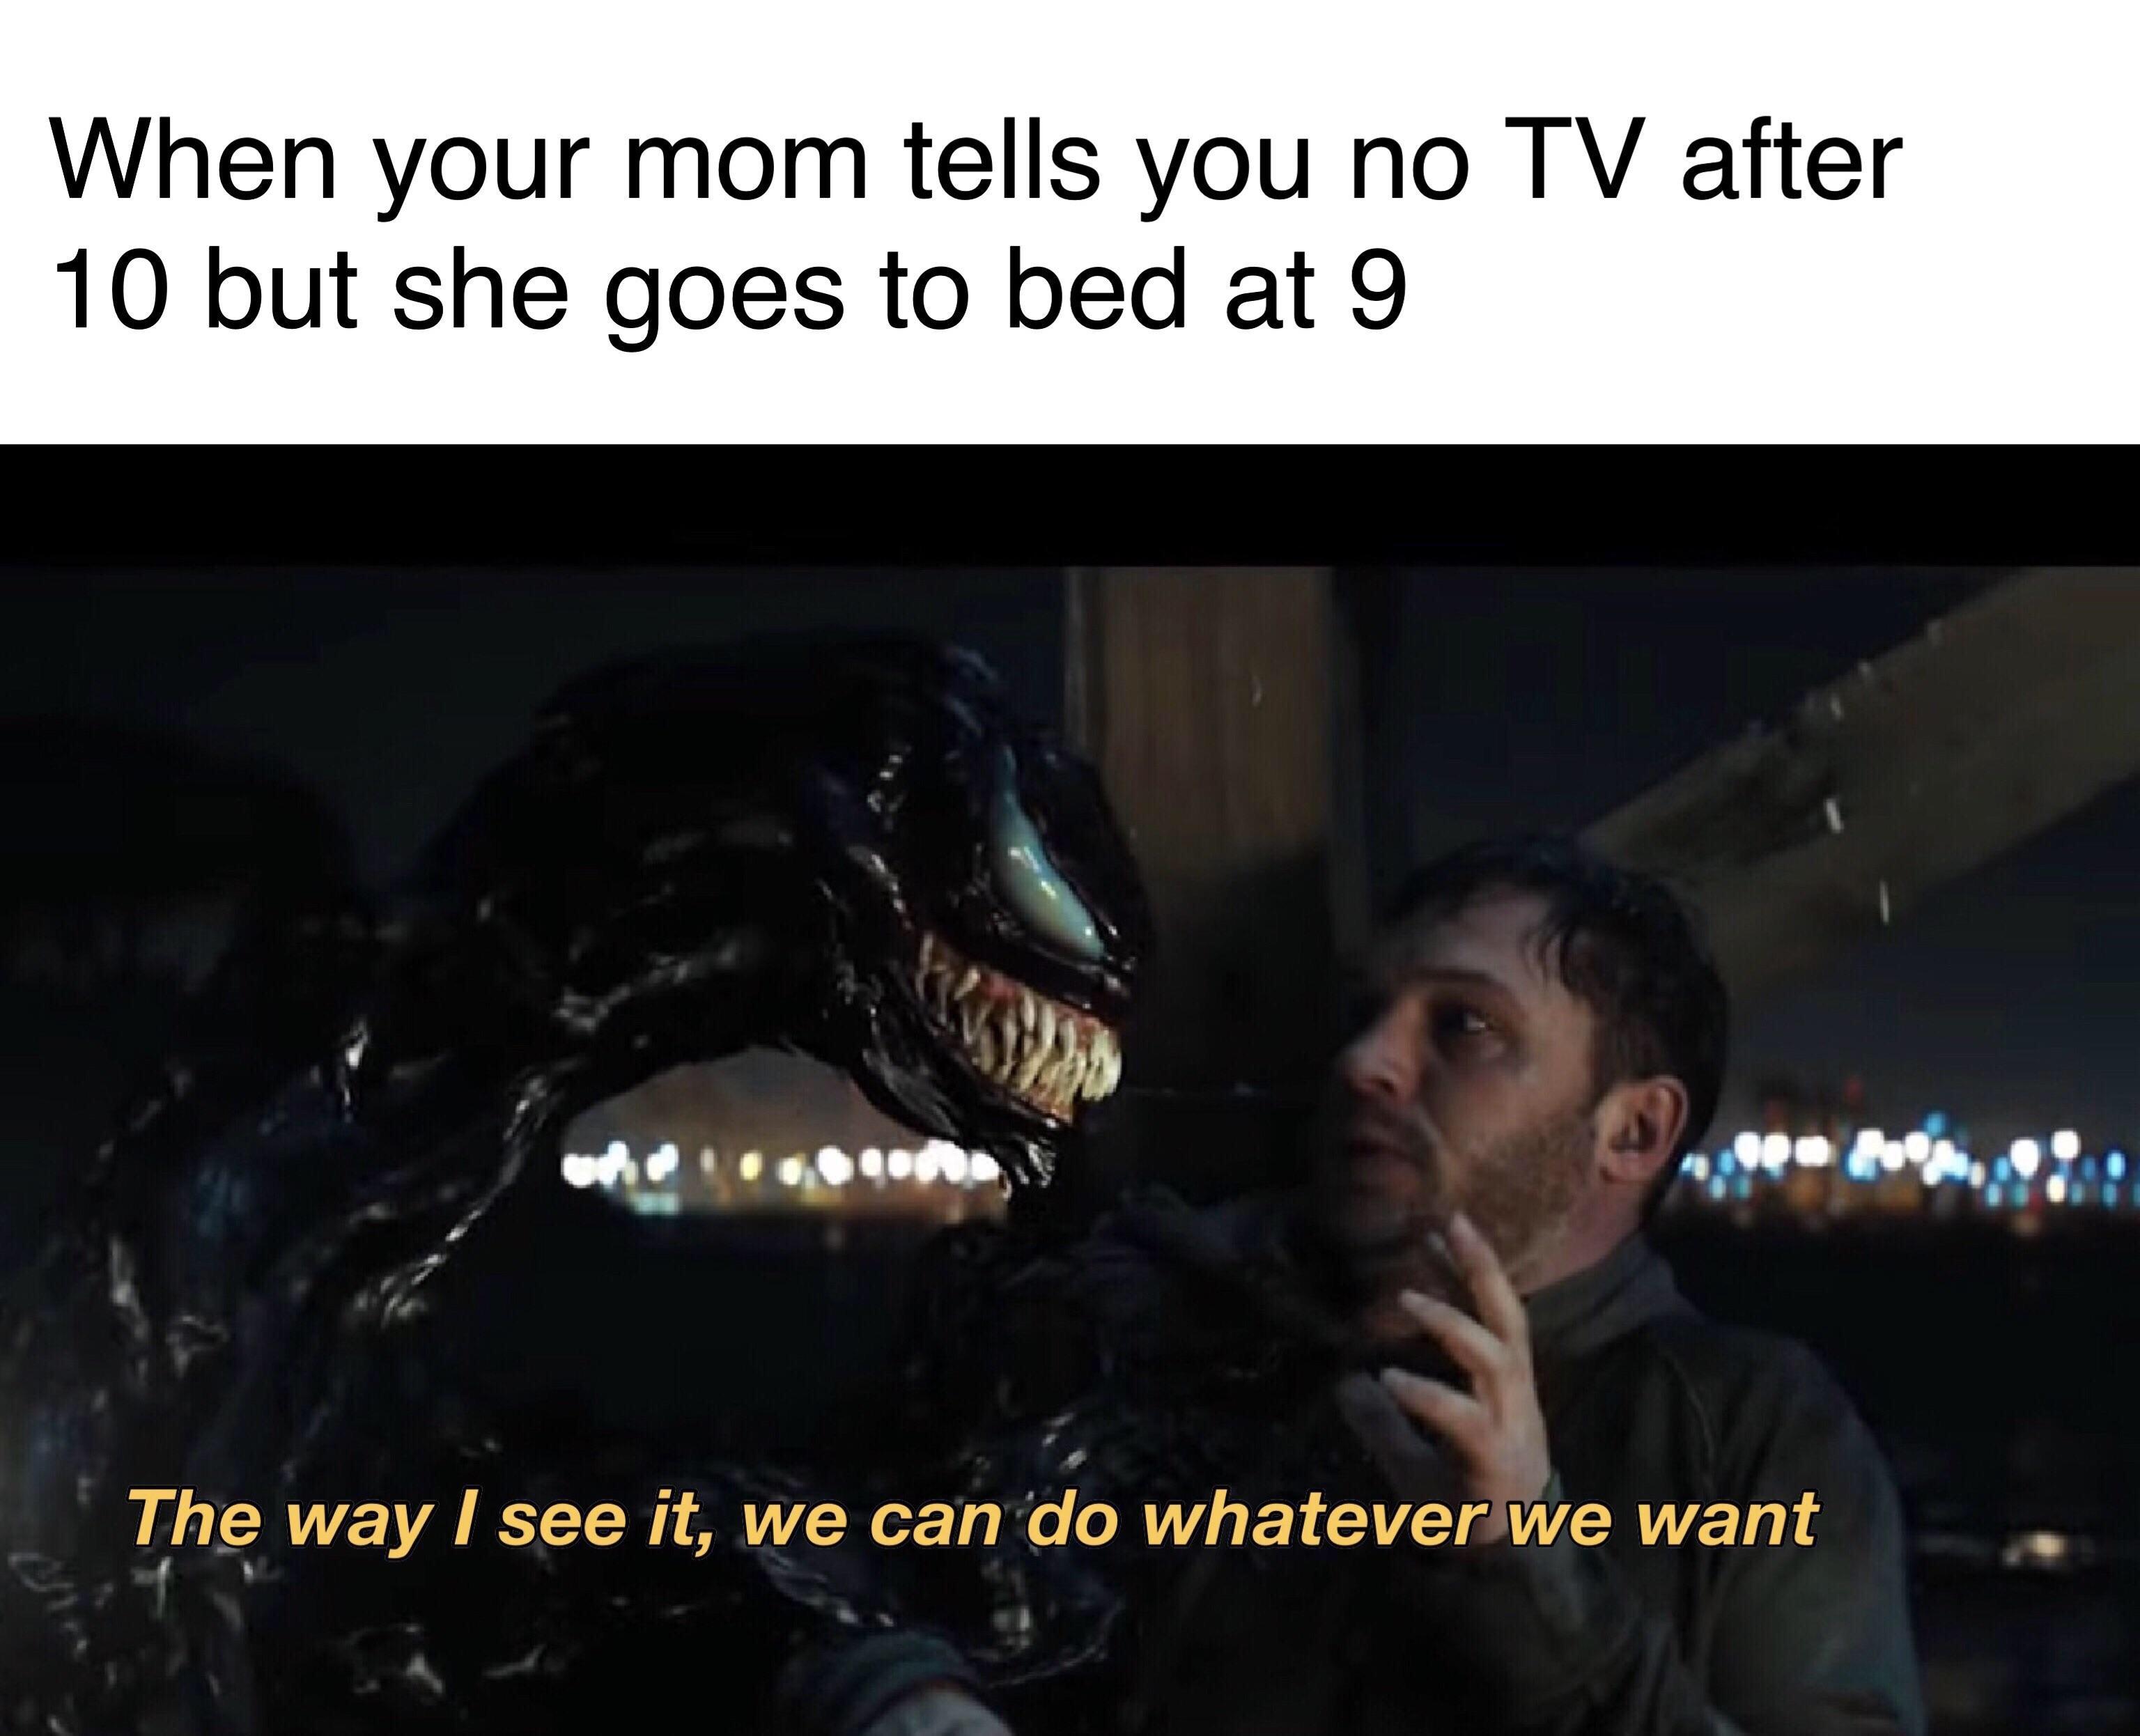 When your mom tells you no TV after
10 but she goes to bed at 9
The way I see it, we can do whatever we want